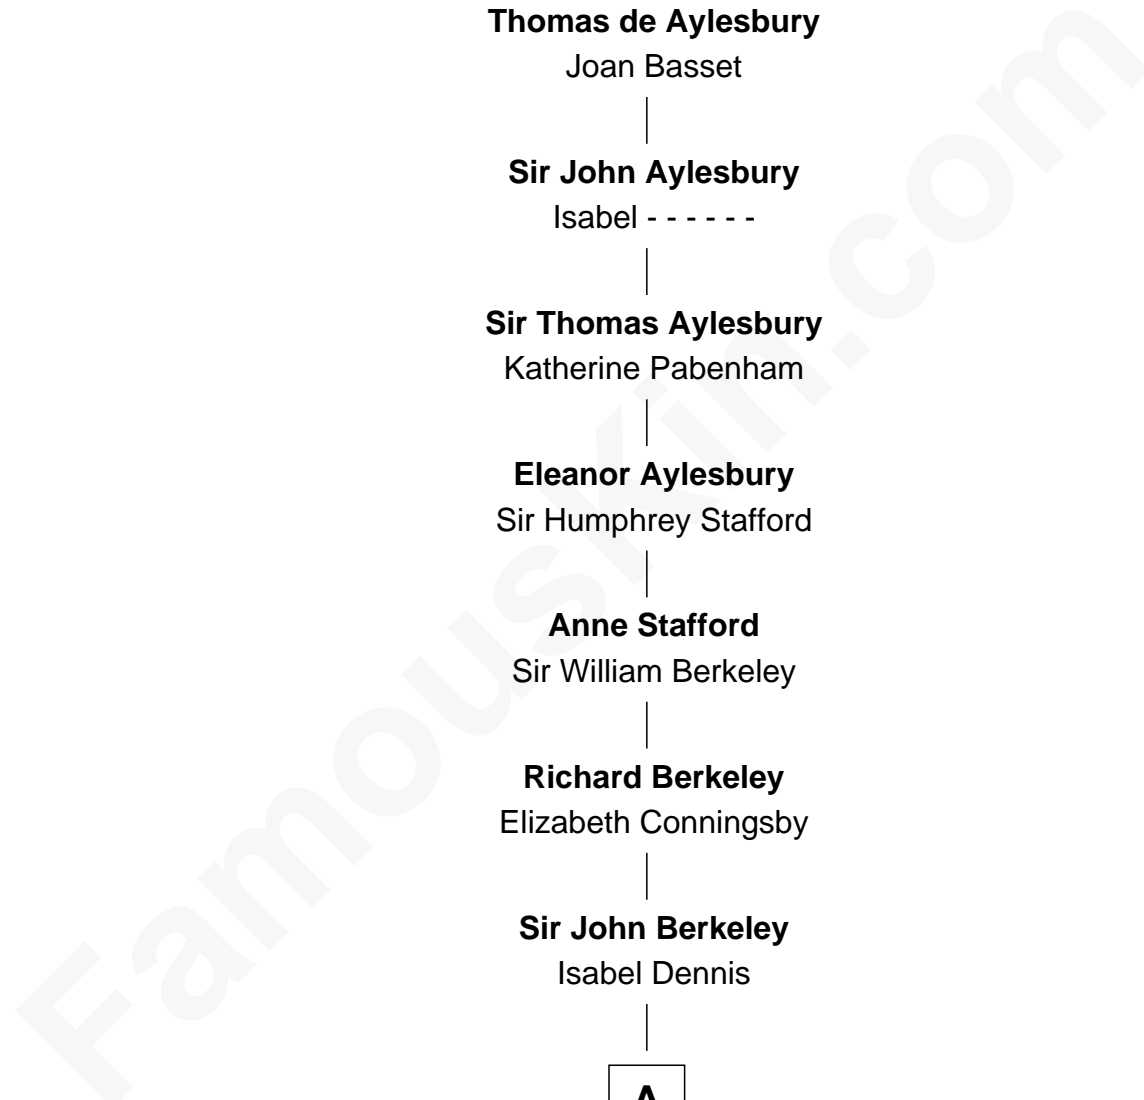 Thomas de Aylesbury
Joan Basset
Sir John Aylesbury
Isabel - - - - - -
Sir Thomas Aylesbury
Katherine Pabenham
Eleanor Aylesbury
Sir Humphrey Stafford
Anne Stafford
Sir William Berkeley
Richard Berkeley
Elizabeth Conningsby
Sir John Berkeley
Isabel Dennis
A
FamousKin.com